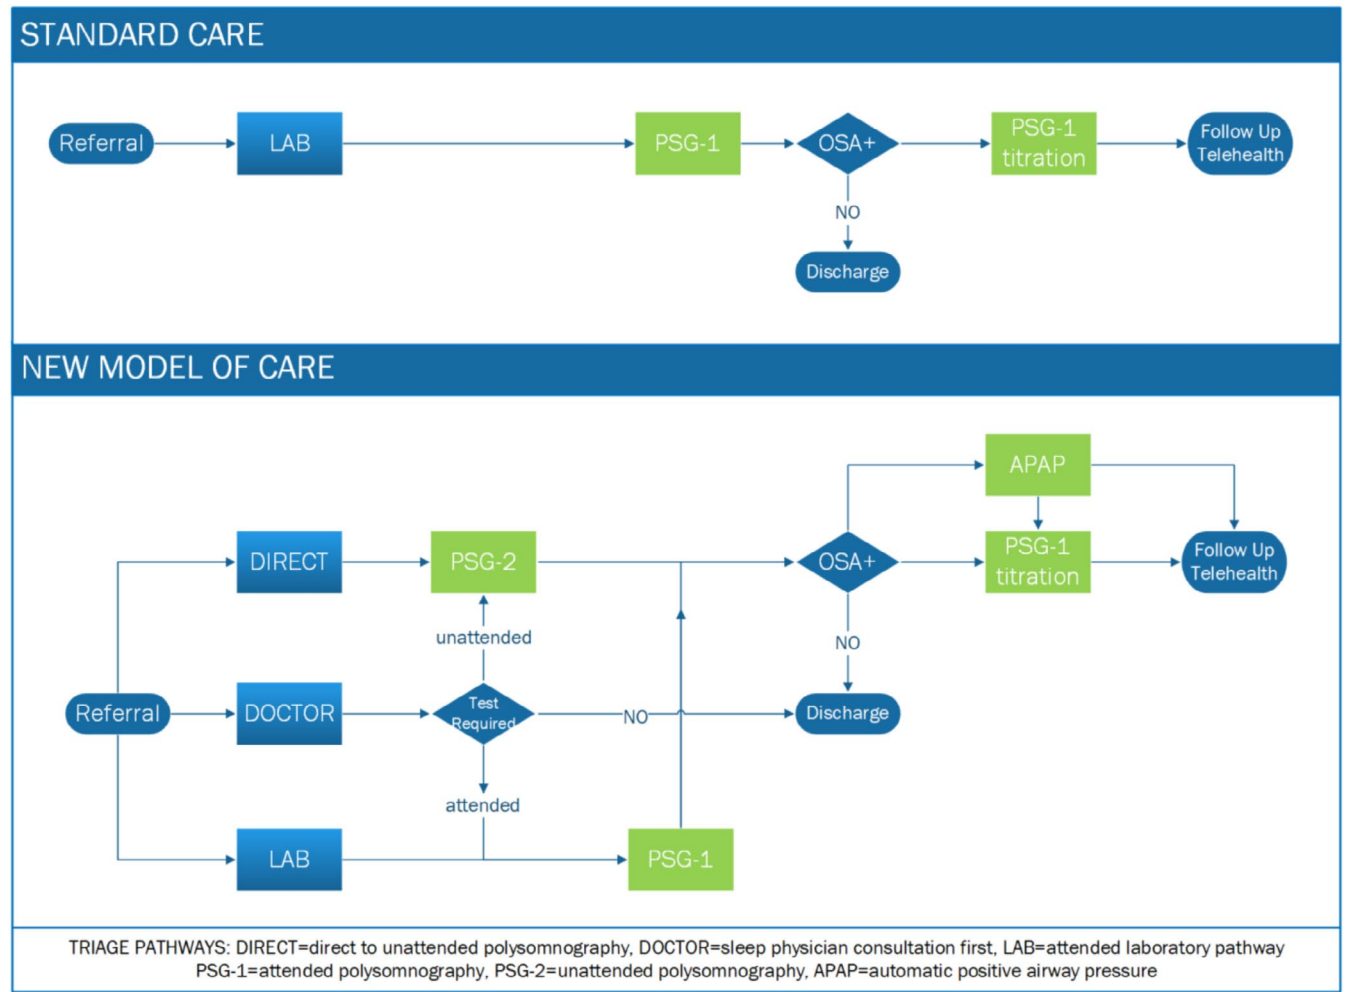 STANDARD CARE
Referral
LAB
PSG-1
OSA+
PSG-1
titration
Follow Up
Telehealth
NO
Discharge
NEW MODEL OF CARE
APAP
DIRECT
PSG-2
OSA+
PSG-1
titration
Follow Up
Telehealth
unattended
NO
Referral
DOCTOR
Test
Required
NO
Discharge
attended
LAB
PSG-1
TRIAGE PATHWAYS: DIRECT=direct to unattended polysomnography, DOCTOR=sleep physician consultation first, LAB=attended laboratory pathway
PSG-1=attended polysomnography, PSG-2=unattended polysomnography, APAP=automatic positive airway pressure